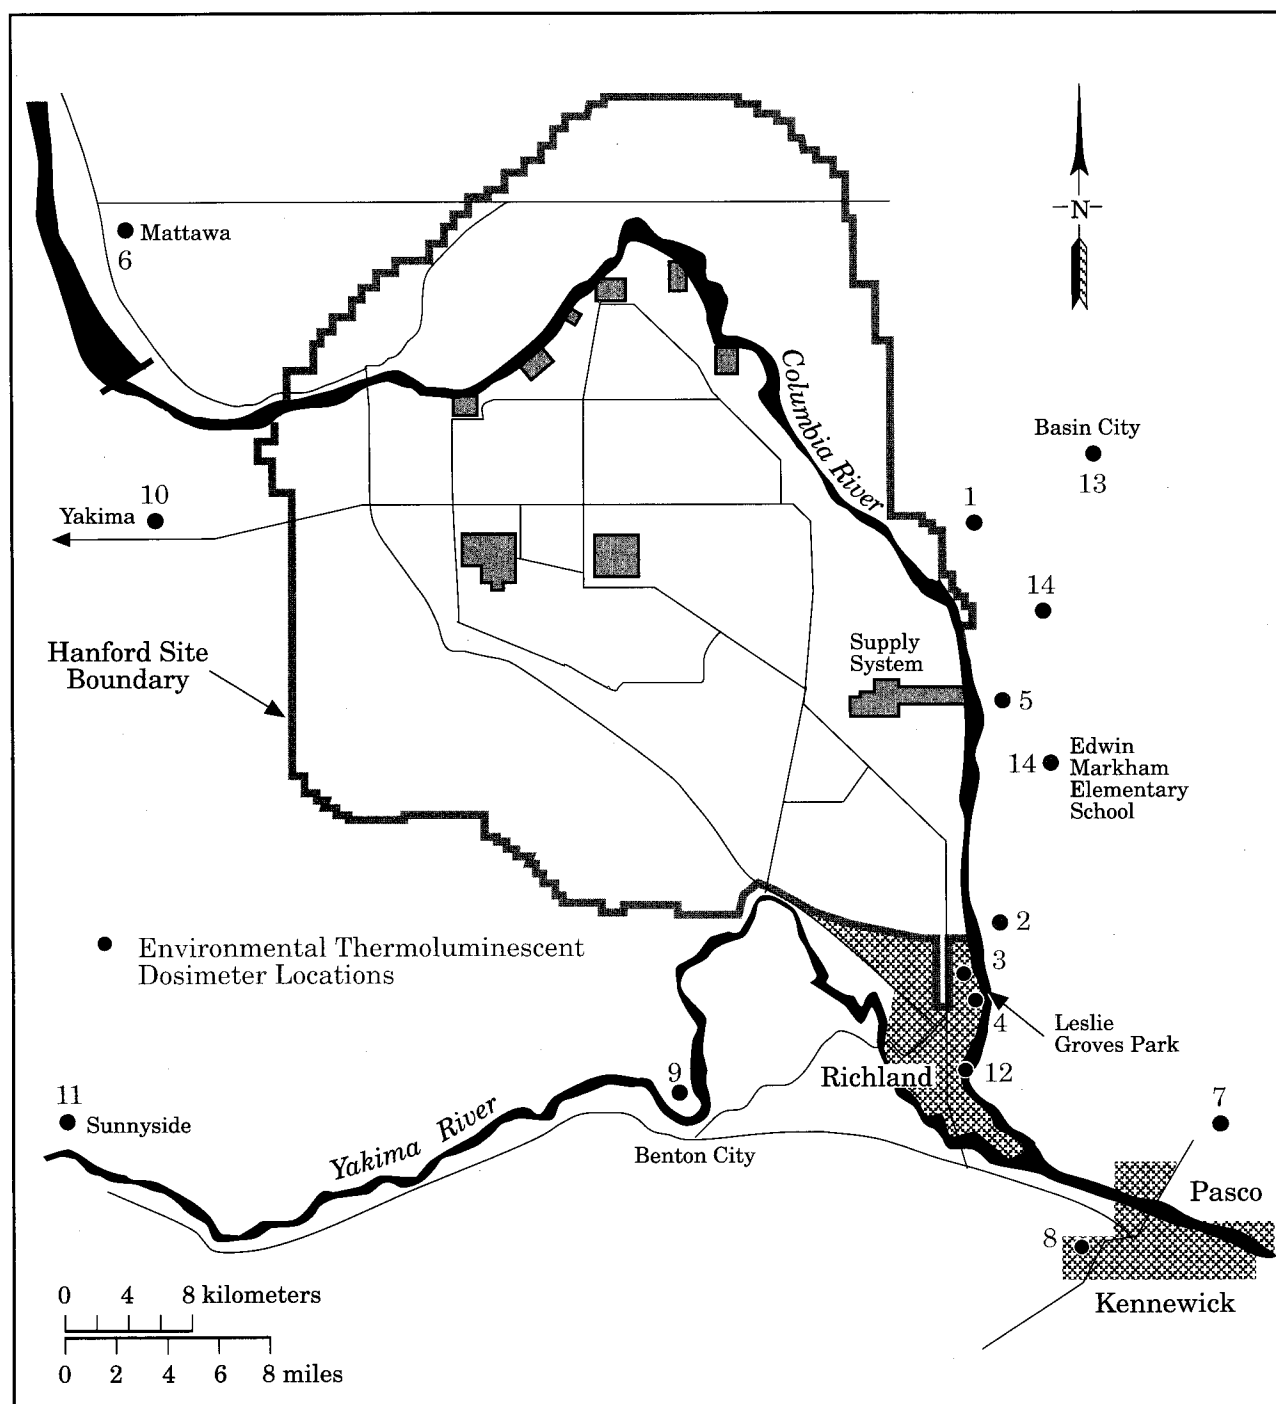 N
Mattawa
6
Columbia River
Basin City
13
10
Yakima
1
14
Hanford Site
Boundary
Supply
System
5
14
Edwin
Markham
Elementary
School
2
Environmental Thermoluminescent
Dosimeter Locations
3
4
Leslie
Groves Park
Richland
12
9
11
Sunnyside
Yakima River
Benton City
7
Pasco
8
Kennewick
0 4 8 kilometers
0 2 4 6 8 miles